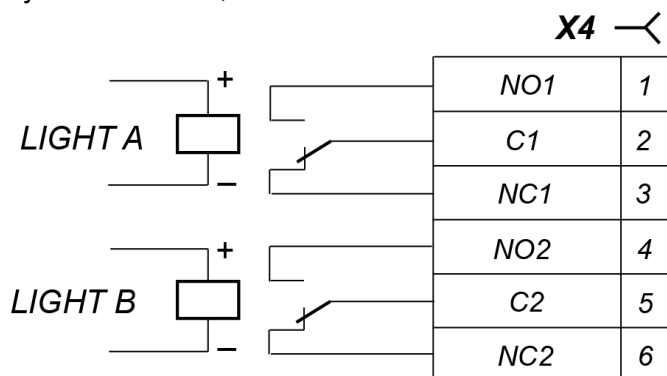 X4
+
NO1 1
LIGHT A
C1 2
−
NC1 3
+
NO2 4
LIGHT B
C2 5
−
NC2 6